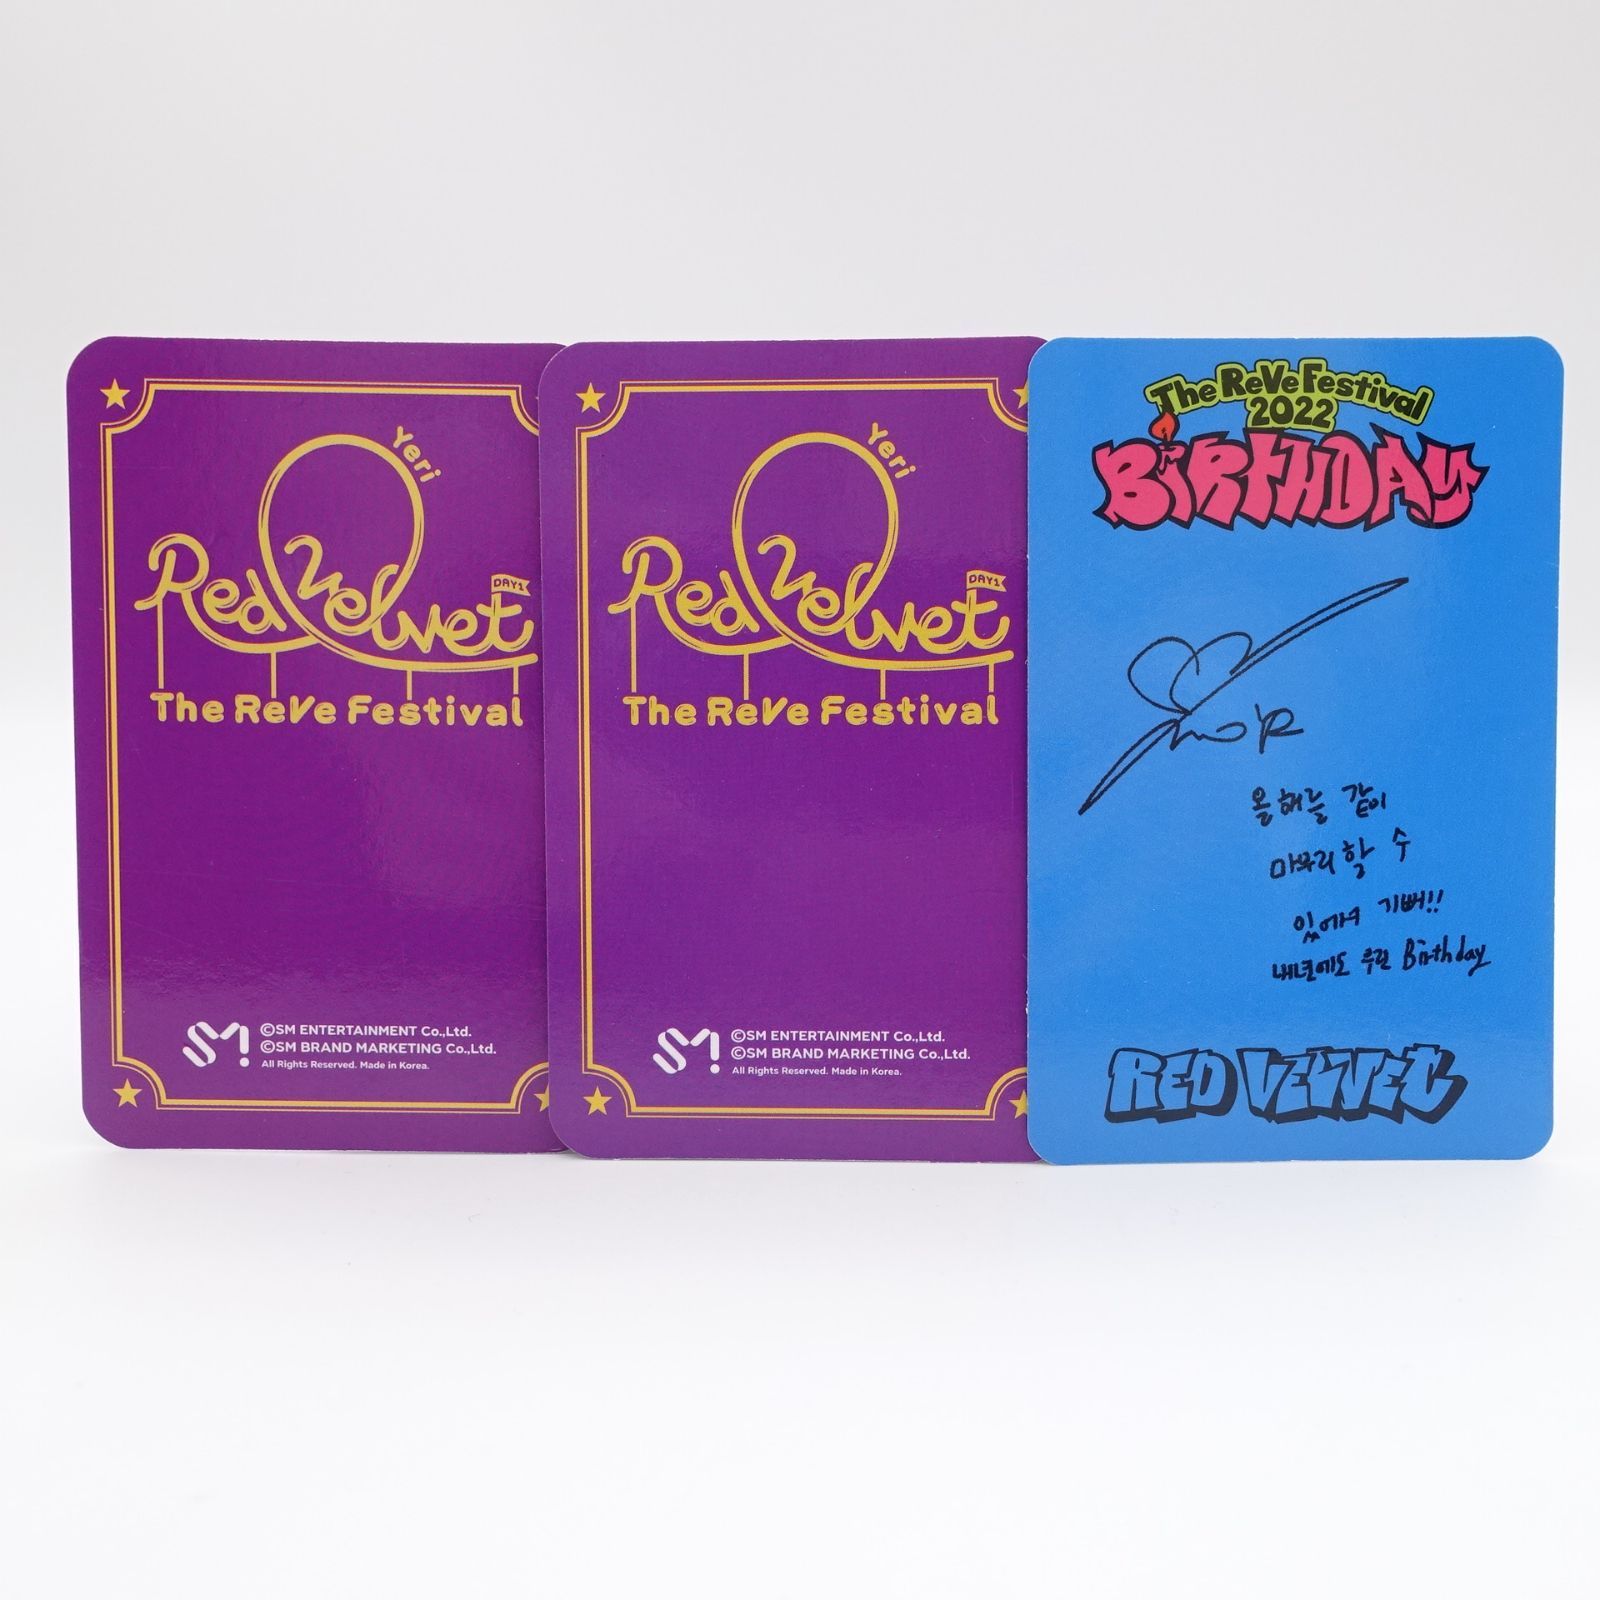 Yeri
Red Velvet
DAY1
The ReVe Festival
SM
©SM ENTERTAINMENT Co.,Ltd.
©SM BRAND MARKETING Co.,Ltd.
All Rights Reserved. Made in Korea.
Yeri
Red Velvet
DAY1
The ReVe Festival
SM
©SM ENTERTAINMENT Co.,Ltd.
©SM BRAND MARKETING Co.,Ltd.
All Rights Reserved. Made in Korea.
The ReVe Festival
2022
BiRTHDAY
올해를 같이
마무리할 수
있어서 기뻐!!
내년에도 우린 Birthday
RED VELVET